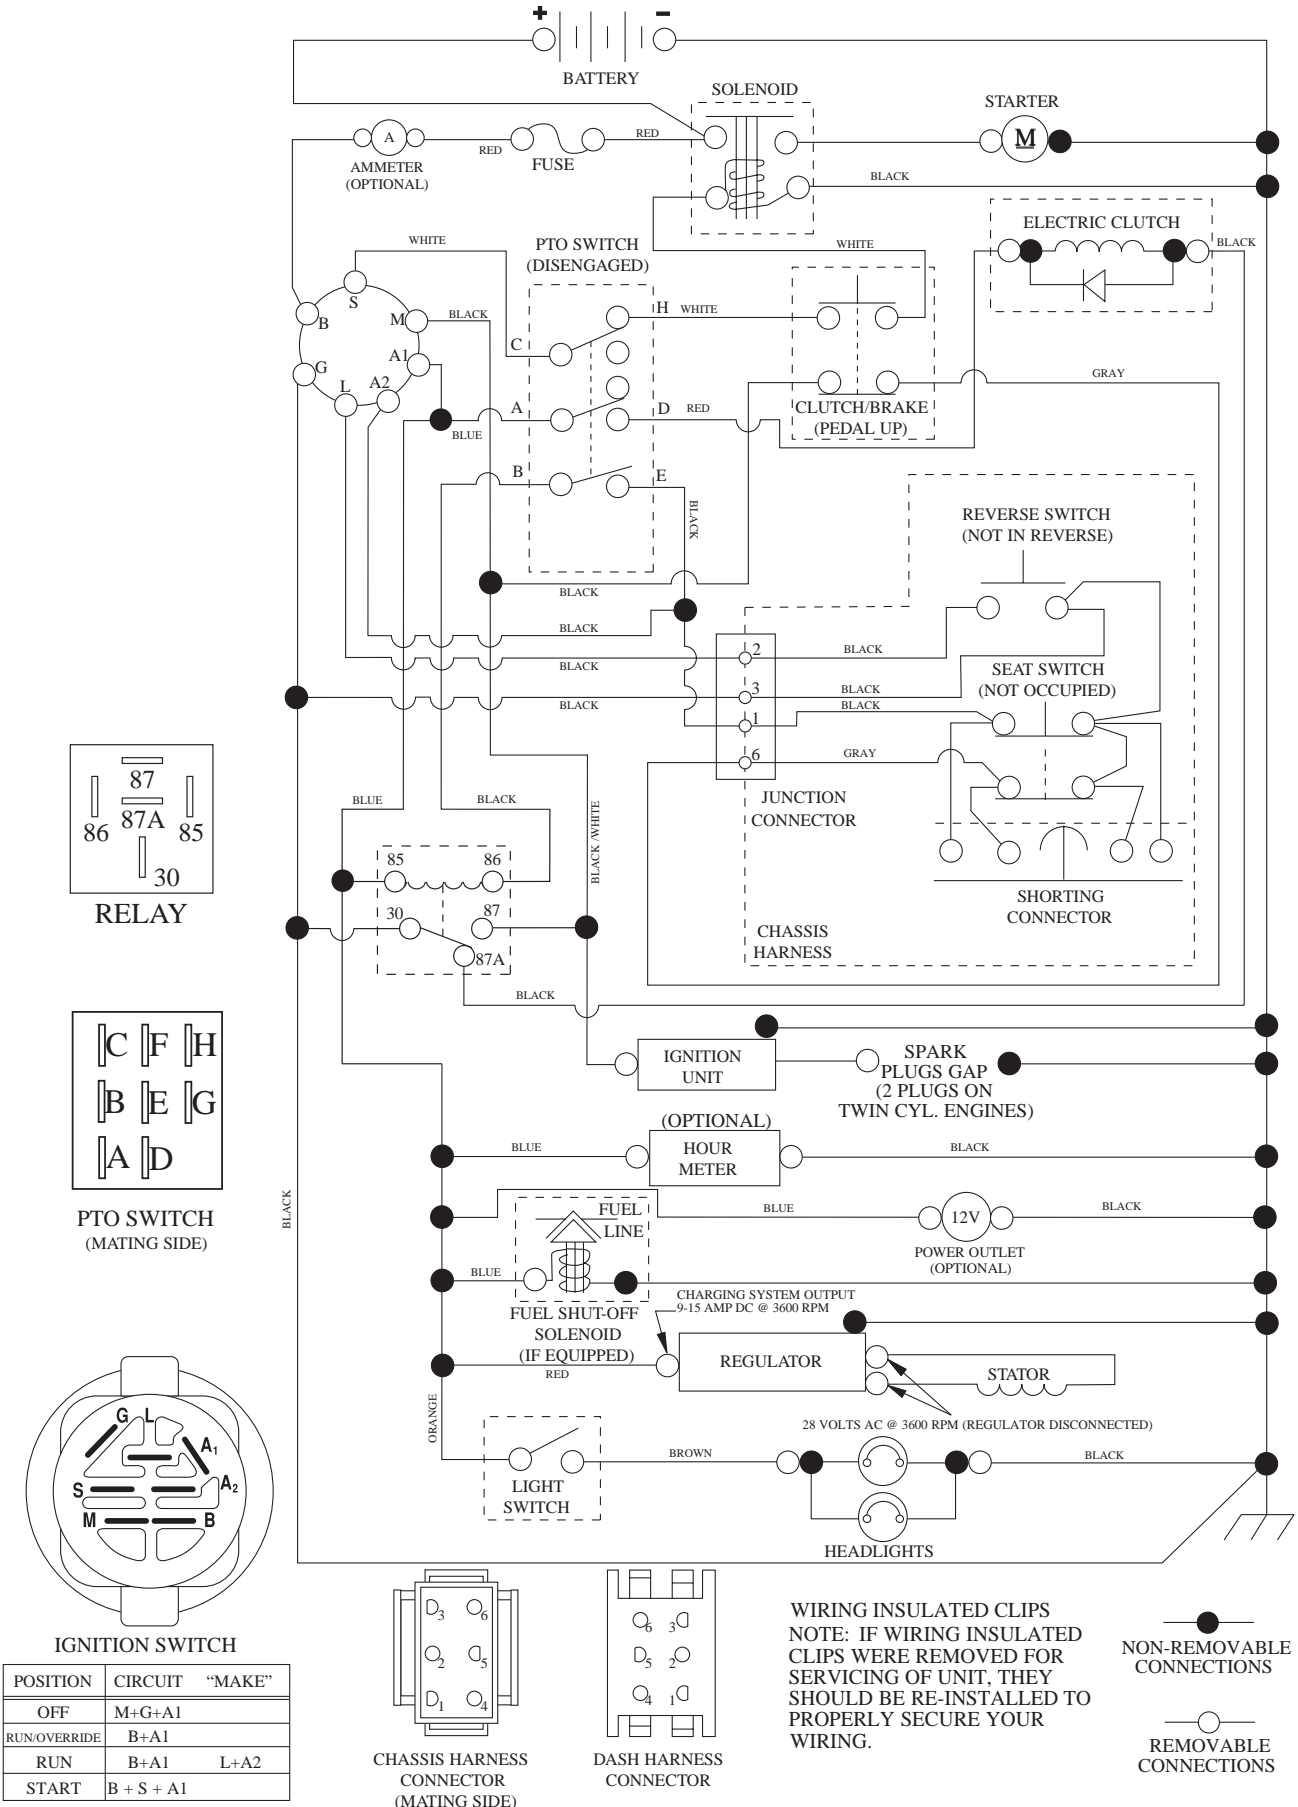 + −
BATTERY
SOLENOID
STARTER
M
A
AMMETER
(OPTIONAL)
RED
FUSE
RED
BLACK
ELECTRIC CLUTCH
BLACK
WHITE
PTO SWITCH
(DISENGAGED)
WHITE
S
B
M
BLACK
G
A1
L
A2
BLUE
C
H
WHITE
A
D
RED
B
E
BLACK
CLUTCH/BRAKE
(PEDAL UP)
GRAY
REVERSE SWITCH
(NOT IN REVERSE)
BLACK
BLACK
BLACK
BLACK
2
BLACK
3
BLACK
1
BLACK
6
GRAY
SEAT SWITCH
(NOT OCCUPIED)
JUNCTION
CONNECTOR
SHORTING
CONNECTOR
CHASSIS
HARNESS
87
86
87A
85
30
RELAY
BLUE
BLACK
BLACK /WHITE
85
86
30
87
87A
BLACK
C F H
B E G
A D
PTO SWITCH
(MATING SIDE)
BLACK
IGNITION
UNIT
SPARK
PLUGS GAP
(2 PLUGS ON
TWIN CYL. ENGINES)
(OPTIONAL)
HOUR
METER
BLUE
BLACK
FUEL
LINE
BLUE
12V
BLACK
POWER OUTLET
(OPTIONAL)
BLUE
FUEL SHUT-OFF
SOLENOID
(IF EQUIPPED)
CHARGING SYSTEM OUTPUT
9-15 AMP DC @ 3600 RPM
REGULATOR
STATOR
RED
28 VOLTS AC @ 3600 RPM (REGULATOR DISCONNECTED)
ORANGE
LIGHT
SWITCH
BROWN
BLACK
HEADLIGHTS
G L
A1
S
A2
M
B
IGNITION SWITCH
POSITION CIRCUIT “MAKE”
OFF M+G+A1
RUN/OVERRIDE B+A1
RUN B+A1 L+A2
START B + S + A1
3 6
2 5
1 4
CHASSIS HARNESS
CONNECTOR
(MATING SIDE)
6 3
5 2
4 1
DASH HARNESS
CONNECTOR
WIRING INSULATED CLIPS
NOTE: IF WIRING INSULATED
CLIPS WERE REMOVED FOR
SERVICING OF UNIT, THEY
SHOULD BE RE-INSTALLED TO
PROPERLY SECURE YOUR
WIRING.
NON-REMOVABLE
CONNECTIONS
REMOVABLE
CONNECTIONS